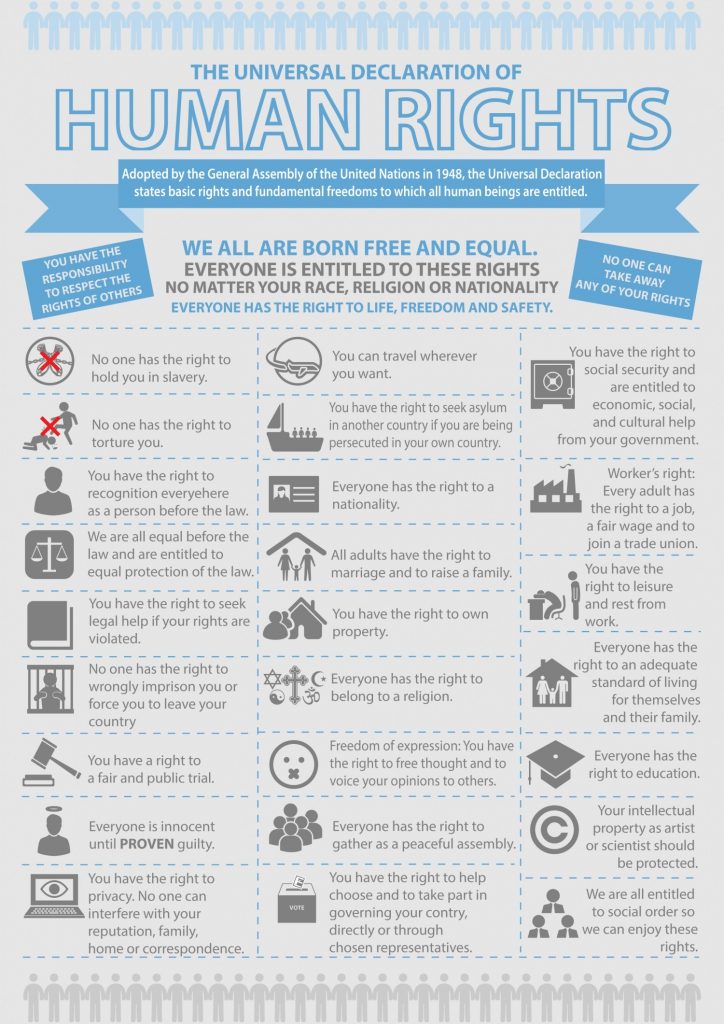 THE UNIVERSAL DECLARATION OF
HUMAN RIGHTS
Adopted by the General Assembly of the United Nations in 1948, the Universal Declaration
states basic rights and fundamental freedoms to which all human beings are entitled.
YOU HAVE THE
RESPONSIBILITY
TO RESPECT THE
RIGHTS OF OTHERS
WE ALL ARE BORN FREE AND EQUAL.
EVERYONE IS ENTITLED TO THESE RIGHTS
NO MATTER YOUR RACE, RELIGION OR NATIONALITY
EVERYONE HAS THE RIGHT TO LIFE, FREEDOM AND SAFETY.
NO ONE CAN
TAKE AWAY
ANY OF YOUR RIGHTS
No one has the right to
hold you in slavery.
No one has the right to
torture you.
You have the right to
recognition everyehere
as a person before the law.
We are all equal before the
law and are entitled to
equal protection of the law.
You have the right to seek
legal help if your rights are
violated.
No one has the right to
wrongly imprison you or
force you to leave your
country
You have a right to
a fair and public trial.
Everyone is innocent
until PROVEN guilty.
You have the right to
privacy. No one can
interfere with your
reputation, family,
home or correspondence.
You can travel wherever
you want.
You have the right to seek asylum
in another country if you are being
persecuted in your own country.
Everyone has the right to a
nationality.
All adults have the right to
marriage and to raise a family.
You have the right to own
property.
Everyone has the right to
belong to a religion.
Freedom of expression: You have
the right to free thought and to
voice your opinions to others.
Everyone has the right to
gather as a peaceful assembly.
VOTE
You have the right to help
choose and to take part in
governing your contry,
directly or through
chosen representatives.
You have the right to
social security and
are entitled to
economic, social,
and cultural help
from your government.
Worker's right:
Every adult has
the right to a job,
a fair wage and to
join a trade union.
You have the
right to leisure
and rest from
work.
Everyone has the
right to an adequate
standard of living
for themselves
and their family.
Everyone has the
right to education.
©
Your intellectual
property as artist
or scientist should
be protected.
We are all entitled
to social order so
we can enjoy these
rights.